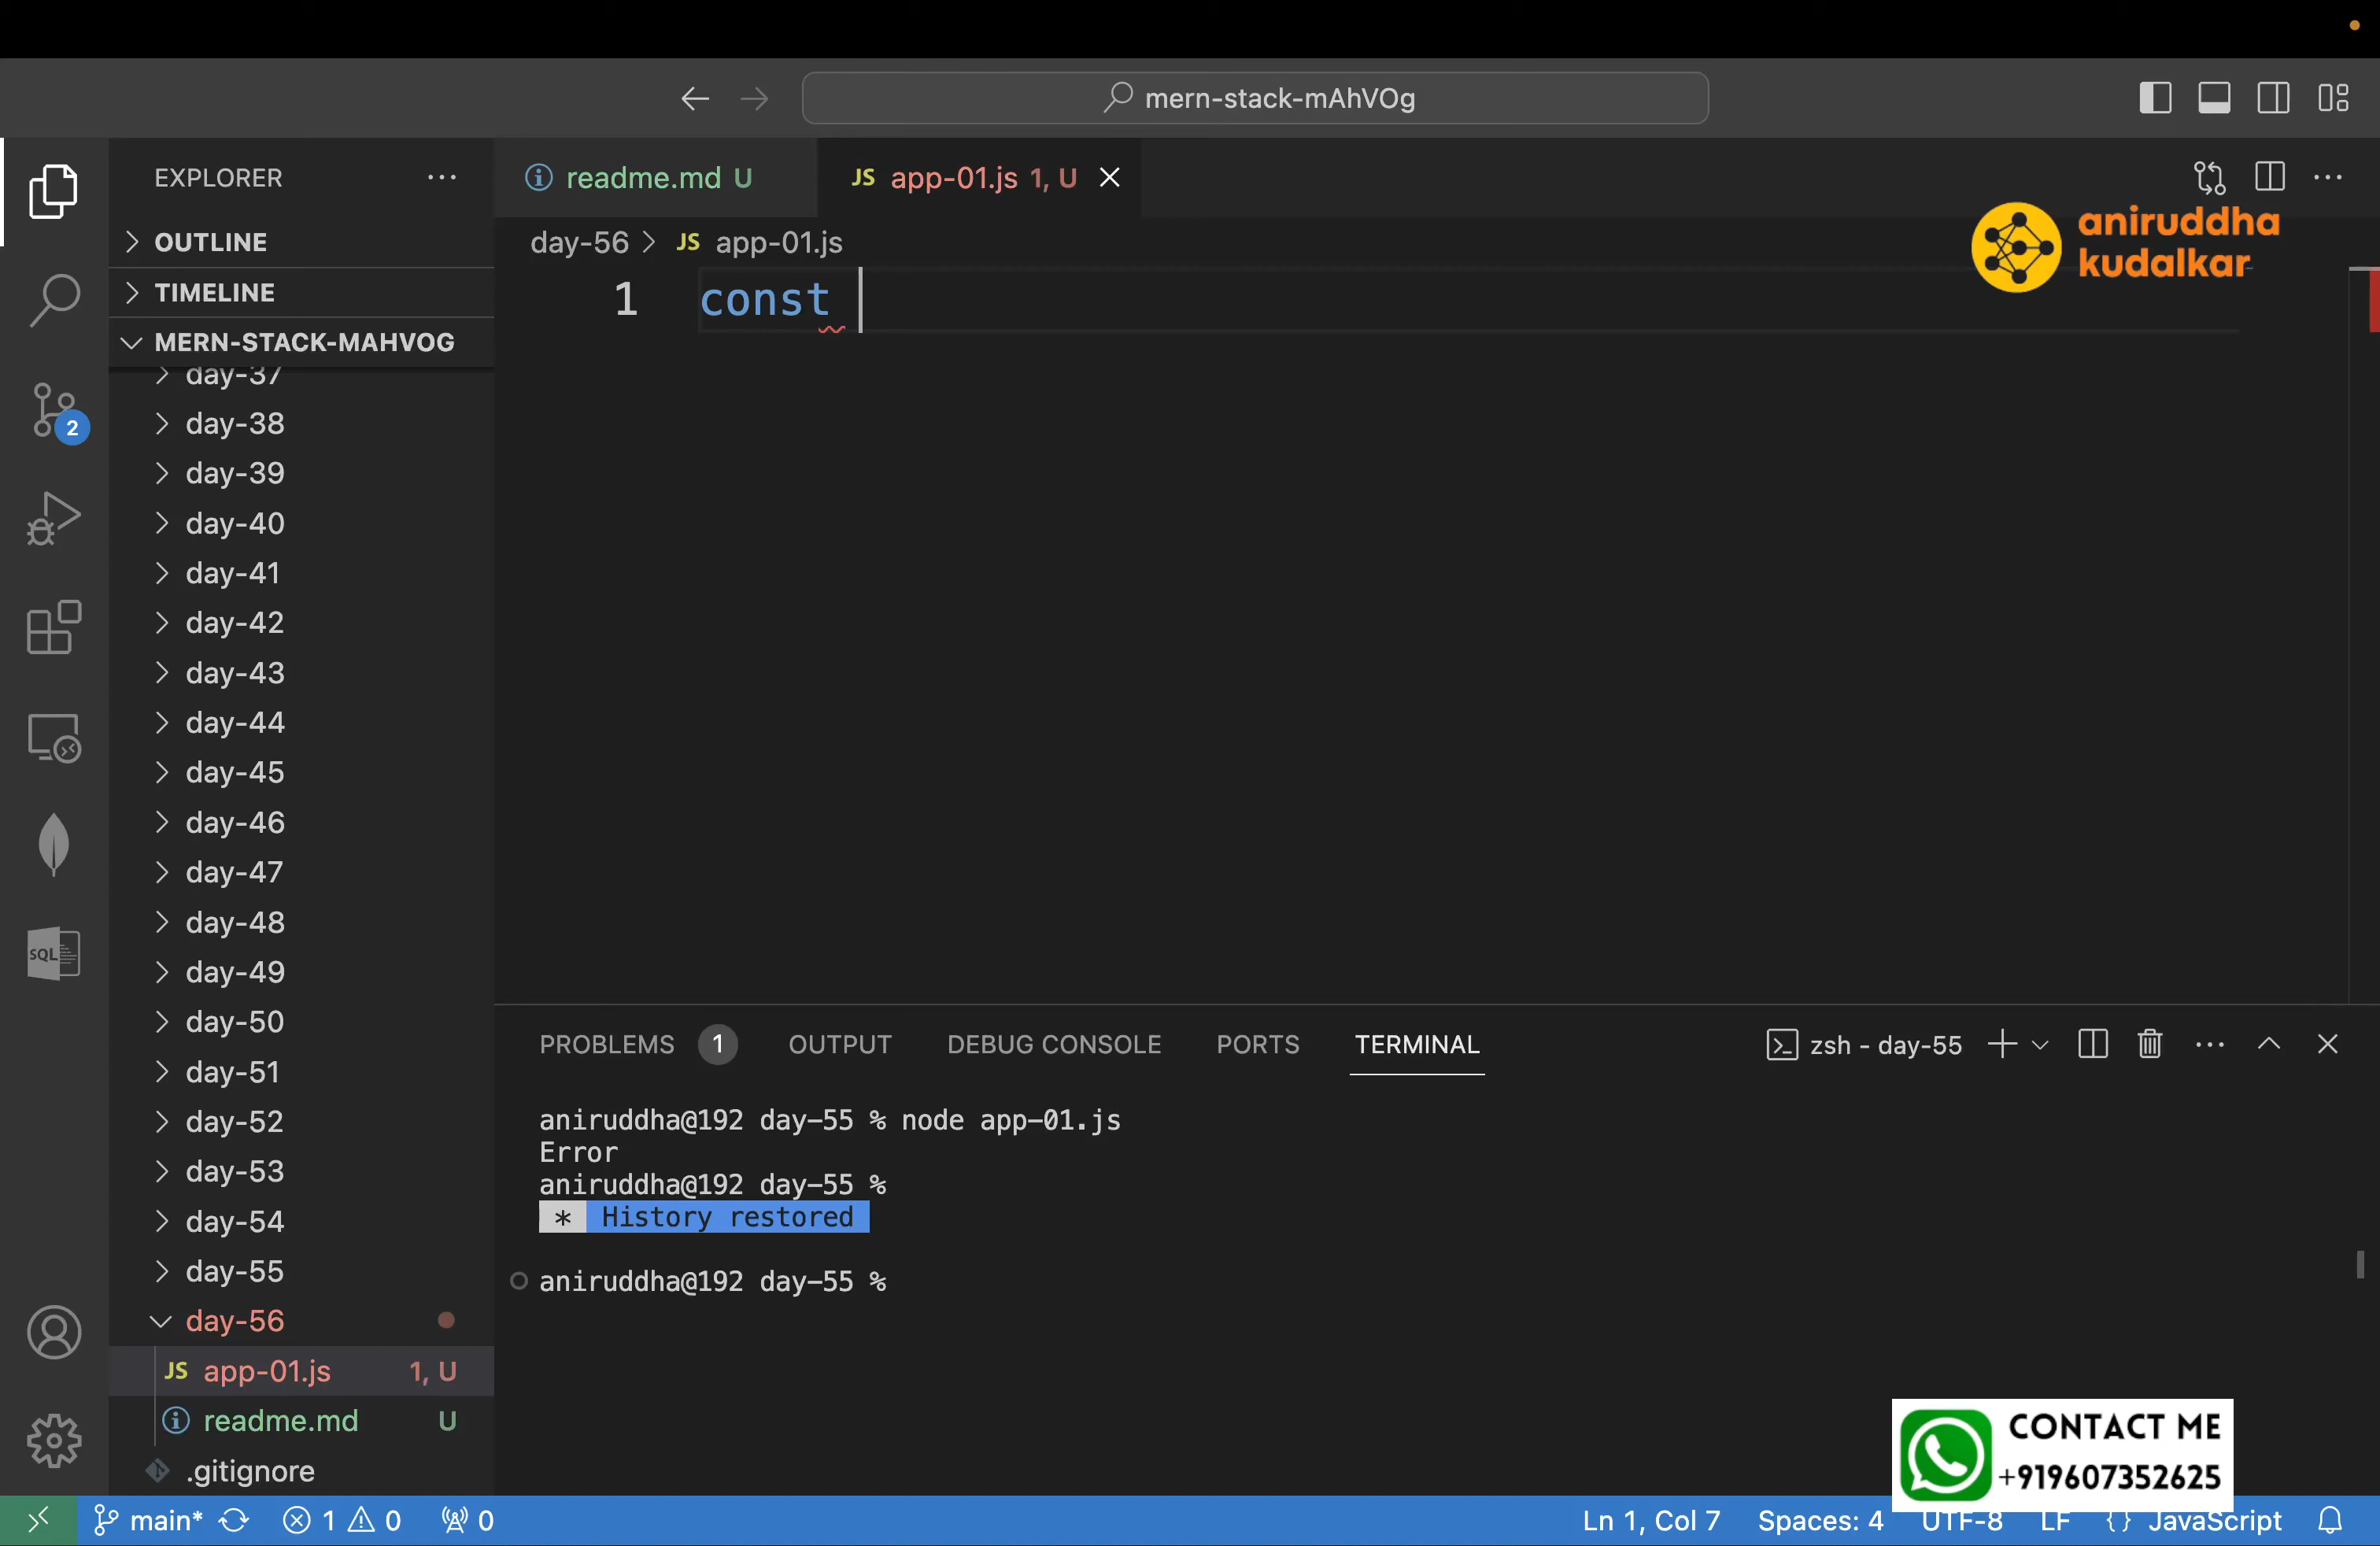 mern-stack-mAhVOg
EXPLORER
readme.md U
JS app-01.js 1, U
OUTLINE
TIMELINE
MERN-STACK-MAHVOG
day-37
day-38
day-39
day-40
day-41
day-42
day-43
day-44
day-45
day-46
day-47
day-48
day-49
day-50
day-51
day-52
day-53
day-54
day-55
day-56
JS app-01.js 1, U
readme.md U
.gitignore
2
SQL
day-56 > JS app-01.js
1 const
aniruddha
kudalkar
PROBLEMS 1 OUTPUT DEBUG CONSOLE PORTS TERMINAL
zsh - day-55
aniruddha@192 day-55 % node app-01.js
Error
aniruddha@192 day-55 %
* History restored
aniruddha@192 day-55 %
CONTACT ME
+919607352625
main* 1 0 0
Ln 1, Col 7 Spaces: 4 UTF-8 LF {} JavaScript